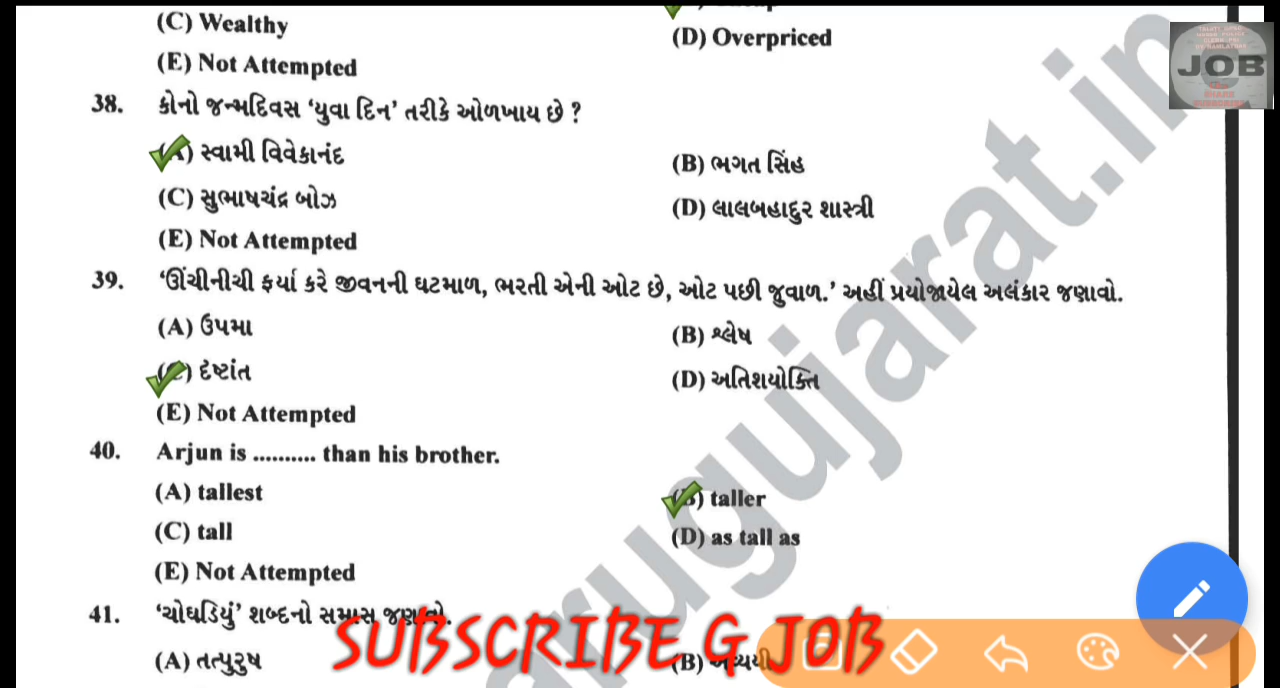 (C) Wealthy
(D) Overpriced
(E) Not Attempted
38. કોનો જન્મદિવસ ‘યુવા દિન’ તરીકે ઓળખાય છે ?
(A) સ્વામી વિવેકાનંદ
(B) ભગત સિંહ
(C) સુભાષચંદ્ર બોઝ
(D) લાલબહાદુર શાસ્ત્રી
(E) Not Attempted
39. ‘ઊંચીનીચી ફર્યા કરે જીવનની ઘટમાળ, ભરતી એની ઓટ છે, ઓટ પછી જુવાળ.’ અહીં પ્રયોજાયેલ અલંકાર જણાવો.
(A) ઉપમા
(B) શ્લેષ
(C) દૃષ્ટાંત
(D) અતિશયોક્તિ
(E) Not Attempted
40. Arjun is .......... than his brother.
(A) tallest
(B) taller
(C) tall
(D) as tall as
(E) Not Attempted
41. ‘ચોઘડિયું’ શબ્દનો સમાસ જણાવો.
(A) તત્પુરુષ
(B)
SUBSCRIBE G JOB
JOB
arugujarat.in